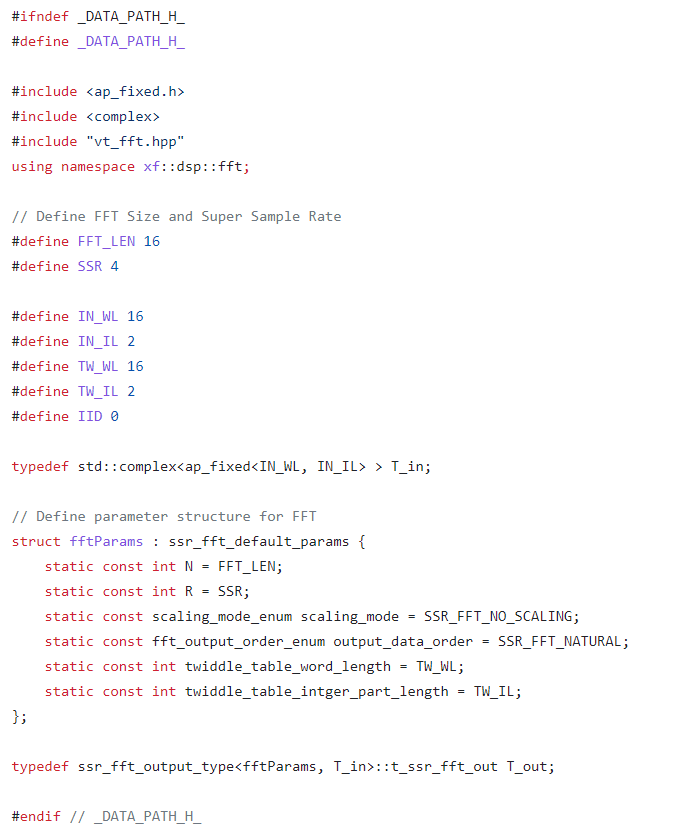 #ifndef _DATA_PATH_H_
#define _DATA_PATH_H_

#include <ap_fixed.h>
#include <complex>
#include "vt_fft.hpp"
using namespace xf::dsp::fft;

// Define FFT Size and Super Sample Rate
#define FFT_LEN 16
#define SSR 4

#define IN_WL 16
#define IN_IL 2
#define TW_WL 16
#define TW_IL 2
#define IID 0

typedef std::complex<ap_fixed<IN_WL, IN_IL> > T_in;

// Define parameter structure for FFT
struct fftParams : ssr_fft_default_params {
    static const int N = FFT_LEN;
    static const int R = SSR;
    static const scaling_mode_enum scaling_mode = SSR_FFT_NO_SCALING;
    static const fft_output_order_enum output_data_order = SSR_FFT_NATURAL;
    static const int twiddle_table_word_length = TW_WL;
    static const int twiddle_table_intger_part_length = TW_IL;
};

typedef ssr_fft_output_type<fftParams, T_in>::t_ssr_fft_out T_out;

#endif // _DATA_PATH_H_